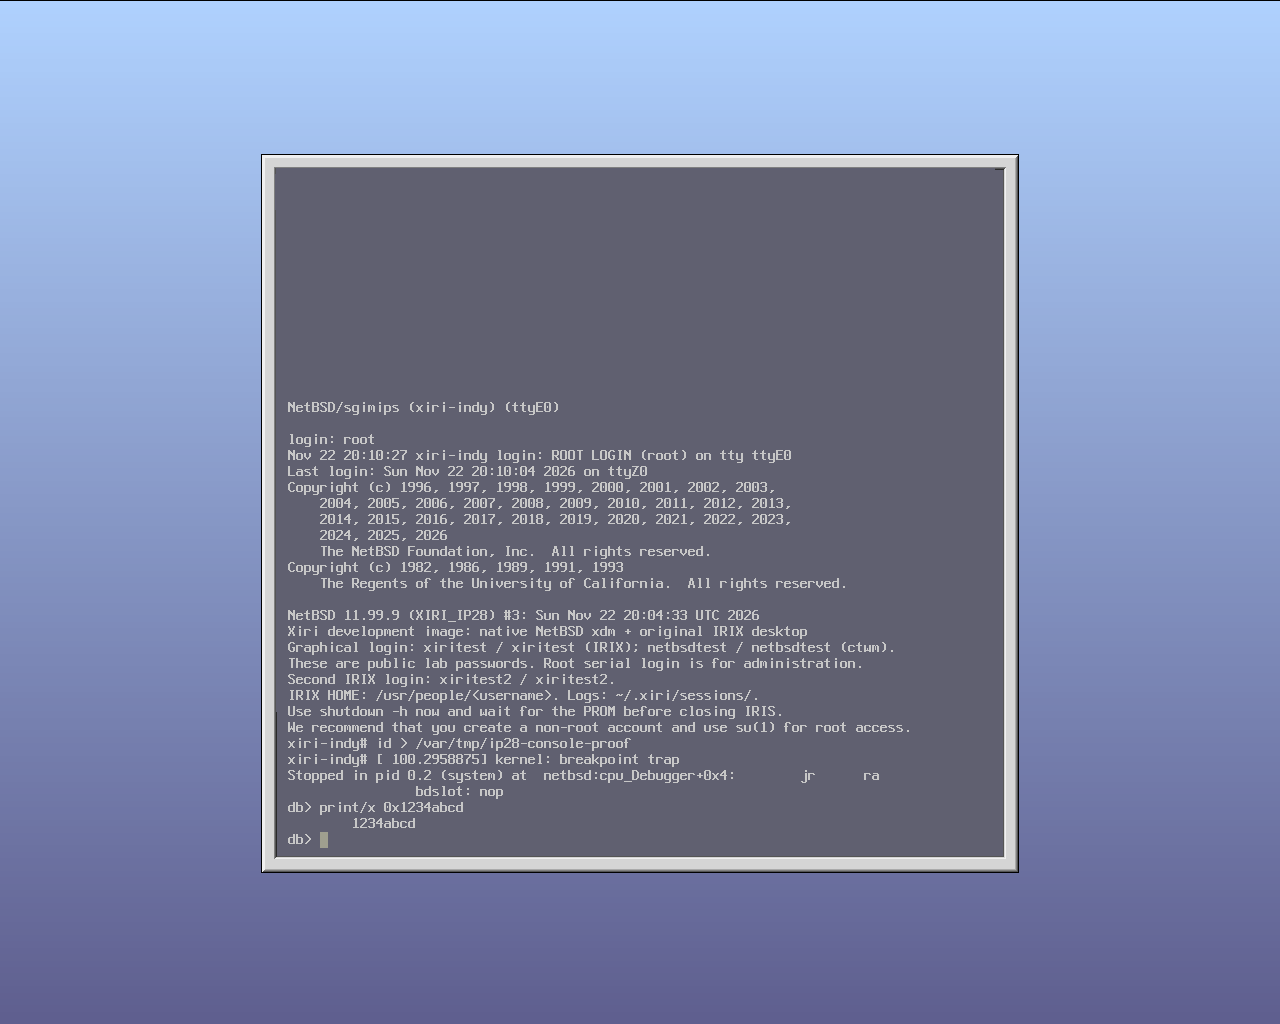 NetBSD/sgimips (xiri-indy) (ttyE0)
login: root
Nov 22 20:10:27 xiri-indy login: ROOT LOGIN (root) on tty ttyE0
Last login: Sun Nov 22 20:10:04 2026 on ttyZ0
Copyright (c) 1996, 1997, 1998, 1999, 2000, 2001, 2002, 2003,
2004, 2005, 2006, 2007, 2008, 2009, 2010, 2011, 2012, 2013,
2014, 2015, 2016, 2017, 2018, 2019, 2020, 2021, 2022, 2023,
2024, 2025, 2026
The NetBSD Foundation, Inc.  All rights reserved.
Copyright (c) 1982, 1986, 1989, 1991, 1993
The Regents of the University of California.  All rights reserved.
NetBSD 11.99.9 (XIRI_IP28) #3: Sun Nov 22 20:04:33 UTC 2026
Xiri development image: native NetBSD xdm + original IRIX desktop
Graphical login: xiritest / xiritest (IRIX); netbsdtest / netbsdtest (ctwm).
These are public lab passwords. Root serial login is for administration.
Second IRIX login: xiritest2 / xiritest2.
IRIX HOME: /usr/people/<username>. Logs: ~/.xiri/sessions/.
Use shutdown -h now and wait for the PROM before closing IRIS.
We recommend that you create a non-root account and use su(1) for root access.
xiri-indy# id > /var/tmp/ip28-console-proof
xiri-indy# [ 100.2958875] kernel: breakpoint trap
Stopped in pid 0.2 (system) at  netbsd:cpu_Debugger+0x4:        jr      ra
bdslot: nop
db> print/x 0x1234abcd
1234abcd
db>